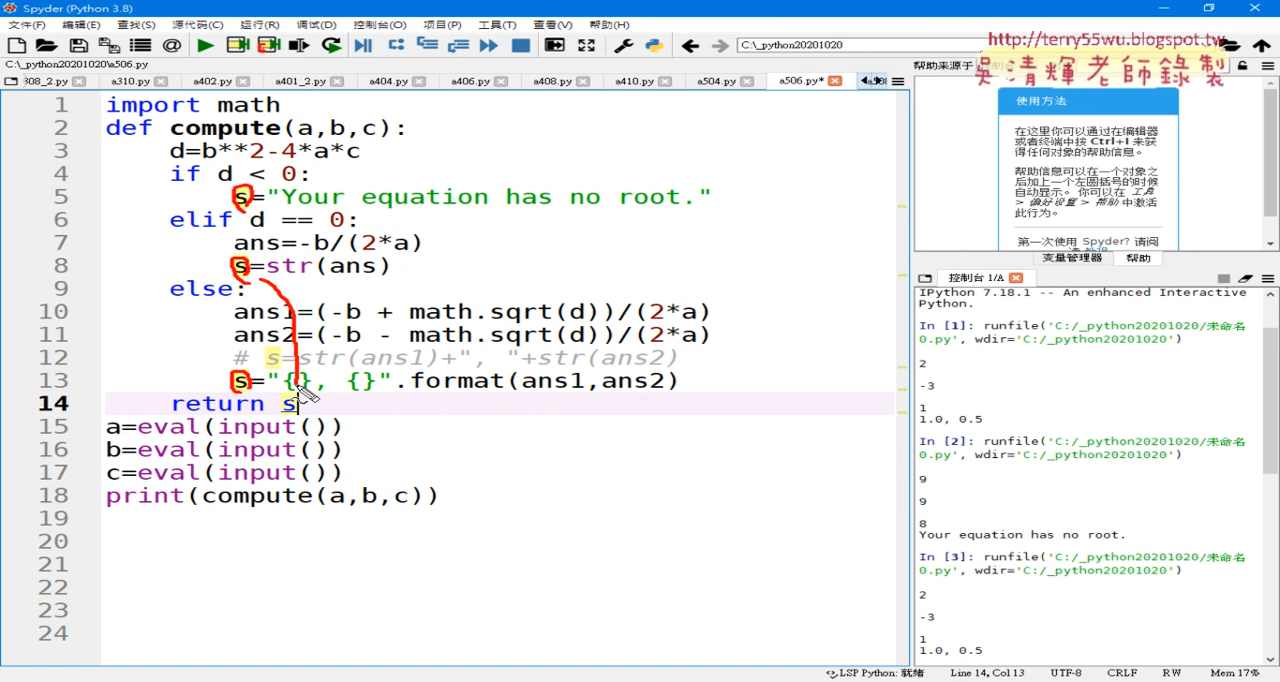 Spyder (Python 3.8)
文件(F) 编辑(E) 查找(S) 源代码(C) 运行(R) 调试(D) 控制台(O) 项目(P) 工具(T) 查看(V) 帮助(H)
C:\_python20201020
http://terry55wu.blogspot.tw
C:\_python20201020\a506.py
帮助来源于
吳清輝老師錄製
308_2.py a310.py a402.py a401_2.py a404.py a406.py a408.py a410.py a504.py a506.py*
1 import math
2 def compute(a,b,c):
3 d=b**2-4*a*c
4 if d < 0:
5 s="Your equation has no root."
6 elif d == 0:
7 ans=-b/(2*a)
8 s=str(ans)
9 else:
10 ans1=(-b + math.sqrt(d))/(2*a)
11 ans2=(-b - math.sqrt(d))/(2*a)
12 # s=str(ans1)+", "+str(ans2)
13 s="{}, {}".format(ans1,ans2)
14 return s
15 a=eval(input())
16 b=eval(input())
17 c=eval(input())
18 print(compute(a,b,c))
19
20
21
22
23
24
使用方法
在这里你可以通过在编辑器
或者终端中按 Ctrl+I 来获
得任何对象的帮助信息。
帮助信息可以在一个对象之
后加上一个左圆括号的时候
自动显示。你可以在 工具
> 偏好设置 > 帮助 中激活
此行为。
第一次使用 Spyder? 请阅
变量管理器 帮助
控制台 1/A
IPython 7.18.1 -- An enhanced Interactive
Python.
In [1]: runfile('C:/_python20201020/未命名
0.py', wdir='C:/_python20201020')
2
-3
1
1.0, 0.5
In [2]: runfile('C:/_python20201020/未命名
0.py', wdir='C:/_python20201020')
9
9
8
Your equation has no root.
In [3]: runfile('C:/_python20201020/未命名
0.py', wdir='C:/_python20201020')
2
-3
1
1.0, 0.5
LSP Python: 就绪 Line 14, Col 13 UTF-8 CRLF RW Mem 17%